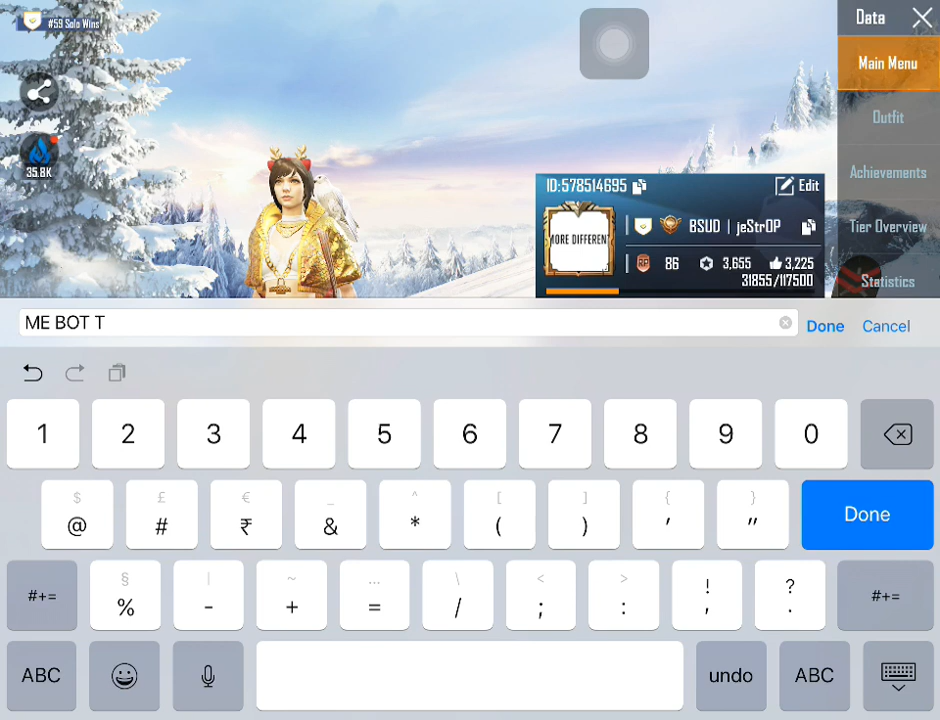 #59 Solo Wins
Data
Main Menu
Outfit
Achievements
Tier Overview
Statistics
35.8K
ID:578514695
Edit
MORE DIFFERENT
BSUD | jeStrOP
RP 86 3,655 3,225
31855/117500
ME BOT T
Done Cancel
1 2 3 4 5 6 7 8 9 0
$ £ € _ ^ [ ] { }
@ # ₹ & * ( ) ' "
Done
§ | ~ … \ < > ! ?
#+= % - + = / ; : , . #+=
ABC undo ABC